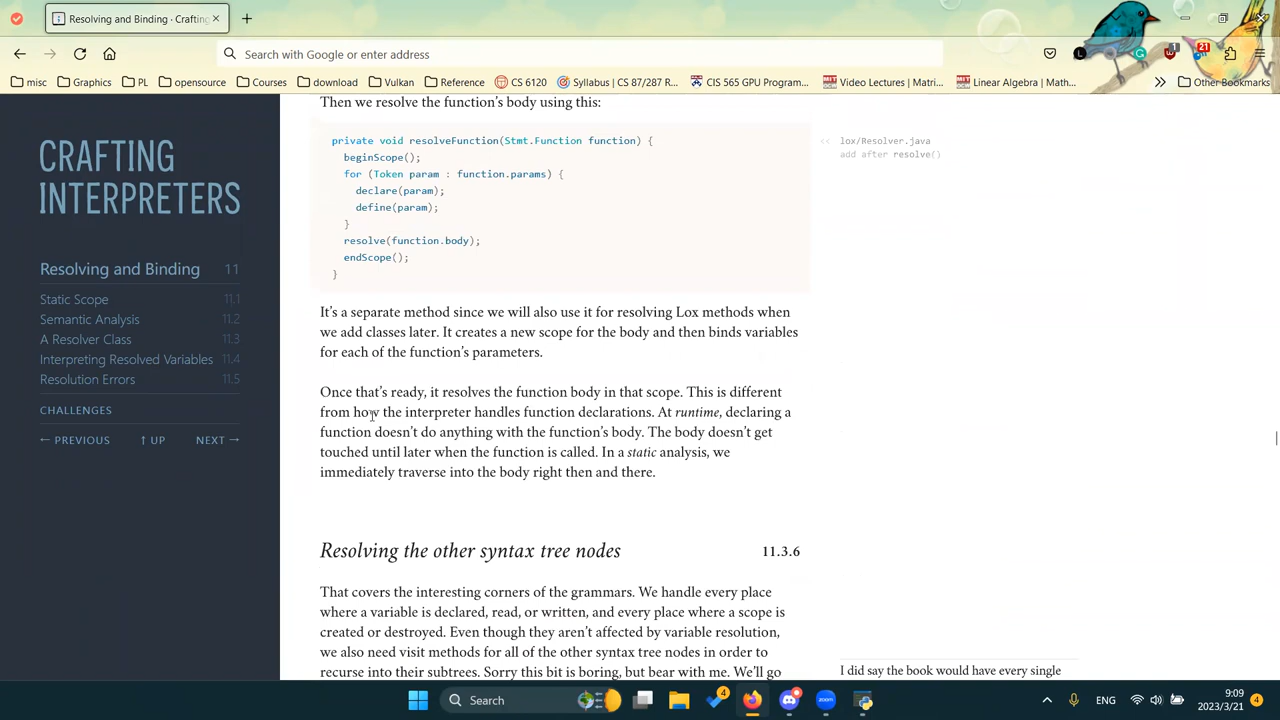 Resolving and Binding · Crafting
Search with Google or enter address
1
21
misc
Graphics
PL
opensource
Courses
download
Vulkan
Reference
CS 6120
Syllabus | CS 87/287 R...
CIS 565 GPU Program...
Video Lectures | Matri...
Linear Algebra | Math...
Other Bookmarks
CRAFTING
INTERPRETERS
Resolving and Binding 11
Static Scope 11.1
Semantic Analysis 11.2
A Resolver Class 11.3
Interpreting Resolved Variables 11.4
Resolution Errors 11.5
CHALLENGES
← PREVIOUS ↑ UP NEXT →
Then we resolve the function's body using this:
private void resolveFunction(Stmt.Function function) {
beginScope();
for (Token param : function.params) {
declare(param);
define(param);
}
resolve(function.body);
endScope();
}
<< lox/Resolver.java
add after resolve()
It's a separate method since we will also use it for resolving Lox methods when
we add classes later. It creates a new scope for the body and then binds variables
for each of the function's parameters.
Once that's ready, it resolves the function body in that scope. This is different
from how the interpreter handles function declarations. At runtime, declaring a
function doesn't do anything with the function's body. The body doesn't get
touched until later when the function is called. In a static analysis, we
immediately traverse into the body right then and there.
Resolving the other syntax tree nodes 11.3.6
That covers the interesting corners of the grammars. We handle every place
where a variable is declared, read, or written, and every place where a scope is
created or destroyed. Even though they aren't affected by variable resolution,
we also need visit methods for all of the other syntax tree nodes in order to
recurse into their subtrees. Sorry this bit is boring, but bear with me. We'll go
I did say the book would have every single
Search
4
zoom
ENG
9:09
2023/3/21